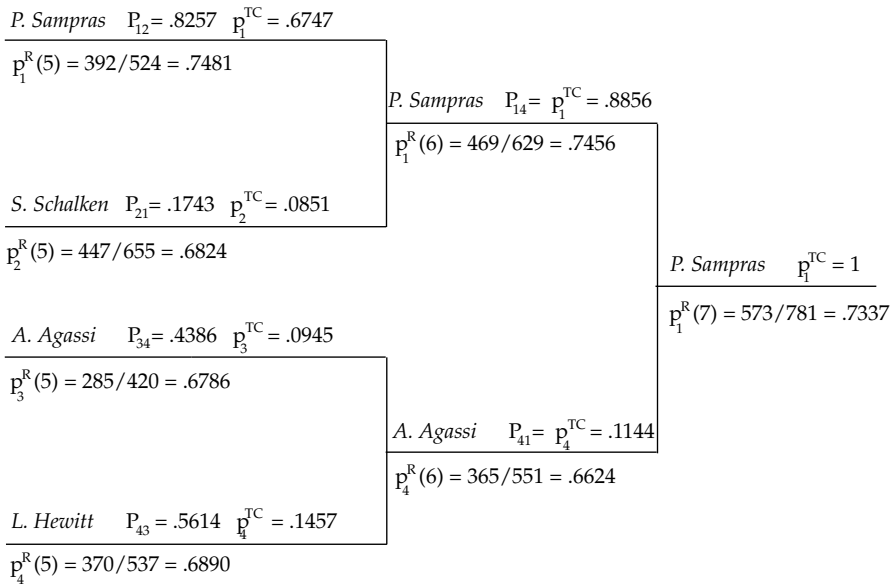 P. Sampras P₁₂= .8257 p₁ᵀᶜ = .6747
p₁ᴿ(5) = 392/524 = .7481
P. Sampras P₁₄= p₁ᵀᶜ = .8856
p₁ᴿ(6) = 469/629 = .7456
S. Schalken P₂₁= .1743 p₂ᵀᶜ = .0851
p₂ᴿ(5) = 447/655 = .6824
P. Sampras p₁ᵀᶜ = 1
p₁ᴿ(7) = 573/781 = .7337
A. Agassi P₃₄= .4386 p₃ᵀᶜ = .0945
p₃ᴿ(5) = 285/420 = .6786
A. Agassi P₄₁= p₄ᵀᶜ = .1144
p₄ᴿ(6) = 365/551 = .6624
L. Hewitt P₄₃ = .5614 p₄ᵀᶜ = .1457
p₄ᴿ(5) = 370/537 = .6890